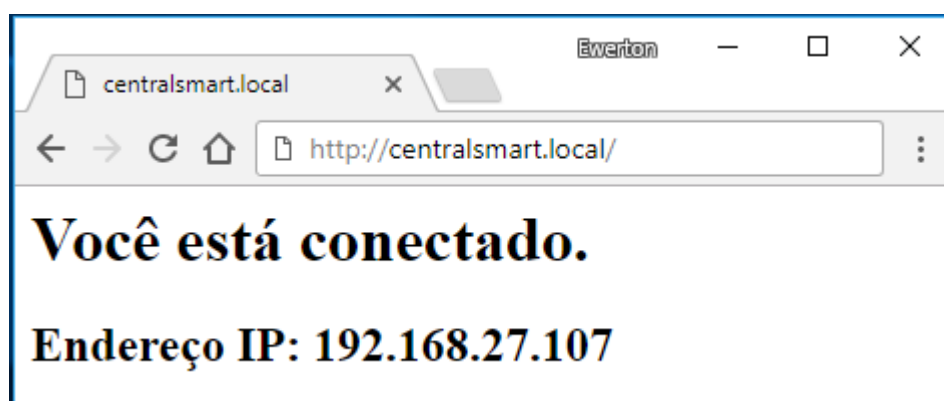 Ewerton
centralsmart.local
http://centralsmart.local/
Você está conectado.
Endereço IP: 192.168.27.107